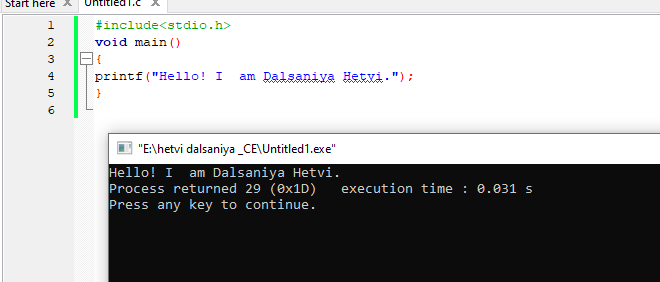 Start here X Untitled1.c X
1 #include<stdio.h>
2 void main()
3 {
4 printf("Hello! I  am Dalsaniya Hetvi.");
5 }
6
"E:\hetvi dalsaniya _CE\Untitled1.exe"
Hello! I  am Dalsaniya Hetvi.
Process returned 29 (0x1D)   execution time : 0.031 s
Press any key to continue.